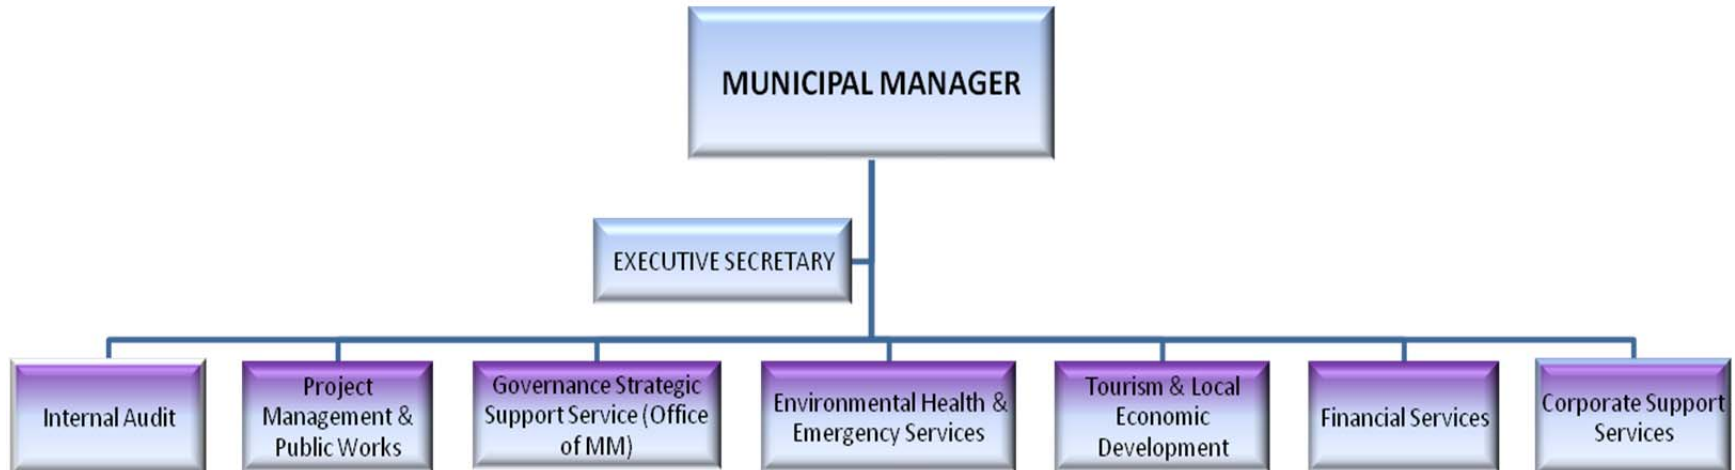 MUNICIPAL MANAGER
EXECUTIVE SECRETARY
Internal Audit
Project
Management &
Public Works
Governance Strategic
Support Service (Office
of MM)
Environmental Health &
Emergency Services
Tourism & Local
Economic
Development
Financial Services
Corporate Support
Services